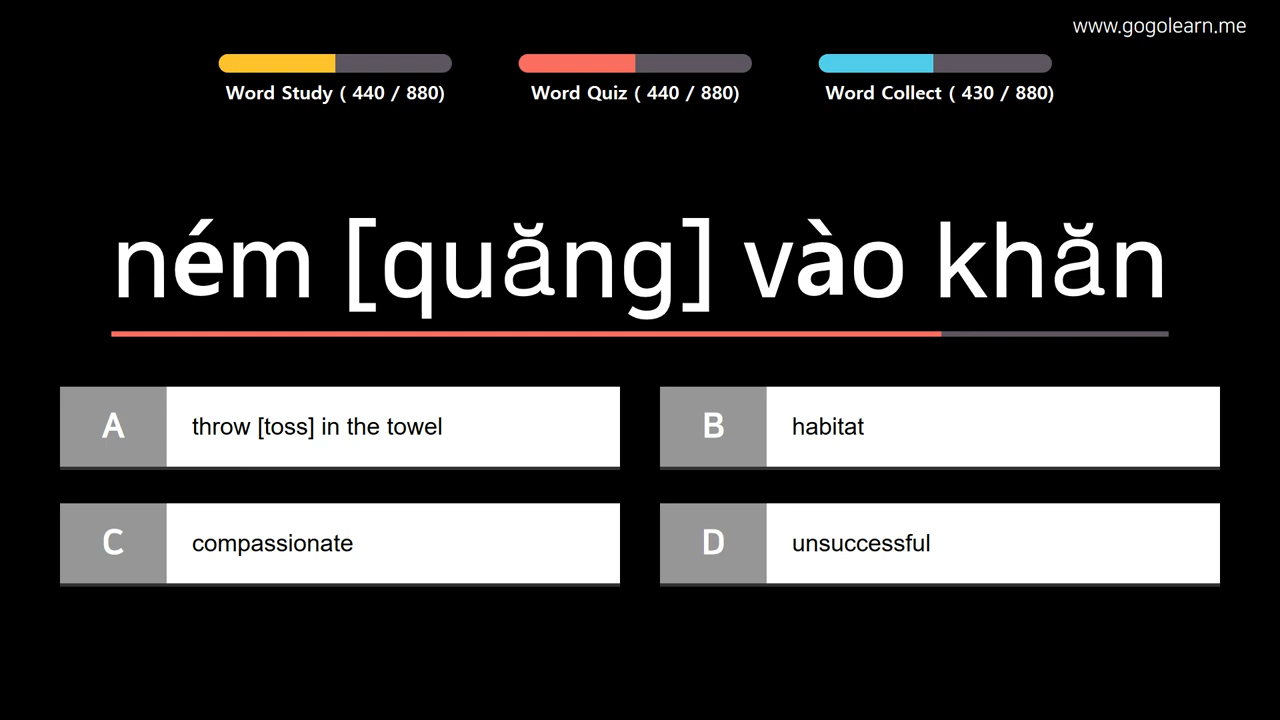 www.gogolearn.me
Word Study ( 440 / 880)
Word Quiz ( 440 / 880)
Word Collect ( 430 / 880)
ném [quăng] vào khăn
A throw [toss] in the towel
B habitat
C compassionate
D unsuccessful